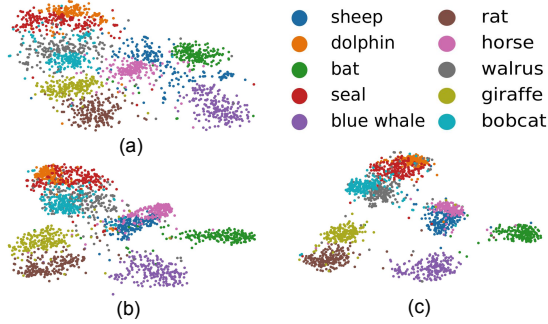 sheep
dolphin
bat
seal
blue whale
rat
horse
walrus
giraffe
bobcat
(a)
(b)
(c)